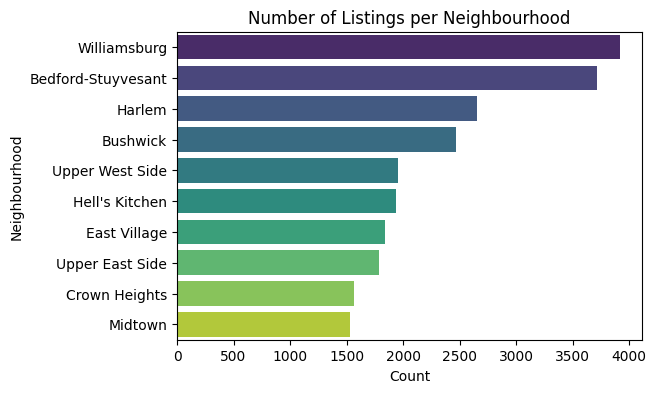 Number of Listings per Neighbourhood
Neighbourhood
Williamsburg
Bedford-Stuyvesant
Harlem
Bushwick
Upper West Side
Hell's Kitchen
East Village
Upper East Side
Crown Heights
Midtown
0 500 1000 1500 2000 2500 3000 3500 4000
Count